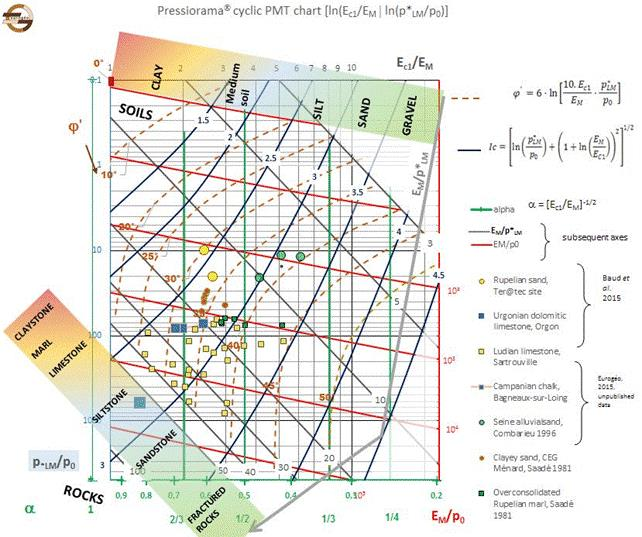 Pressiorama® cyclic PMT chart [ln(Ec1/EM | ln(p*LM/p0)]
CLAY
Medium
soil
SILT
SAND
GRAVEL
Ec1/EM
SOILS
ROCKS
0°
1
2
3
4
5
6
7
8
10
φ'
10°
20°
25°
30°
40
45°
50
1.5
2
2.5
3
3.5
4
4.5
EM/p*LM
3
5
10
20
30
40
50
100
1
10
100
CLAYSTONE
MARL
LIMESTONE
SILTSTONE
SANDSTONE
FRACTURED
ROCKS
p*LM/p0
3
α
1
0.9
0.8
0.7
0.6
0.5
0.4
0.3
0.2
2/3
1/2
1/3
1/4
EM/p0
φ' = 6 · ln[10. Ec1/EM · p*LM/p0]
Ic = [ln(p*LM/p0) + (1 + ln(EM/EC1))²]^1/2
alpha
α = [Ec1/EM]-1/2
EM/p*LM
EM/p0
subsequent axes
Rupelian sand,
Ter@tec site
Urgonian dolomitic
limestone, Orgon
Baud et
al.
2015
Ludian limestone,
Sartrouville
Campanian chalk,
Bagneaux-sur-Loing
Eurogéo,
2015,
unpublished
data
Seine alluvialsand,
Combarieu 1996
Clayey sand, CEG
Ménard, Saadé 1981
Overconsolidated
Rupelian marl, Saadé
1981